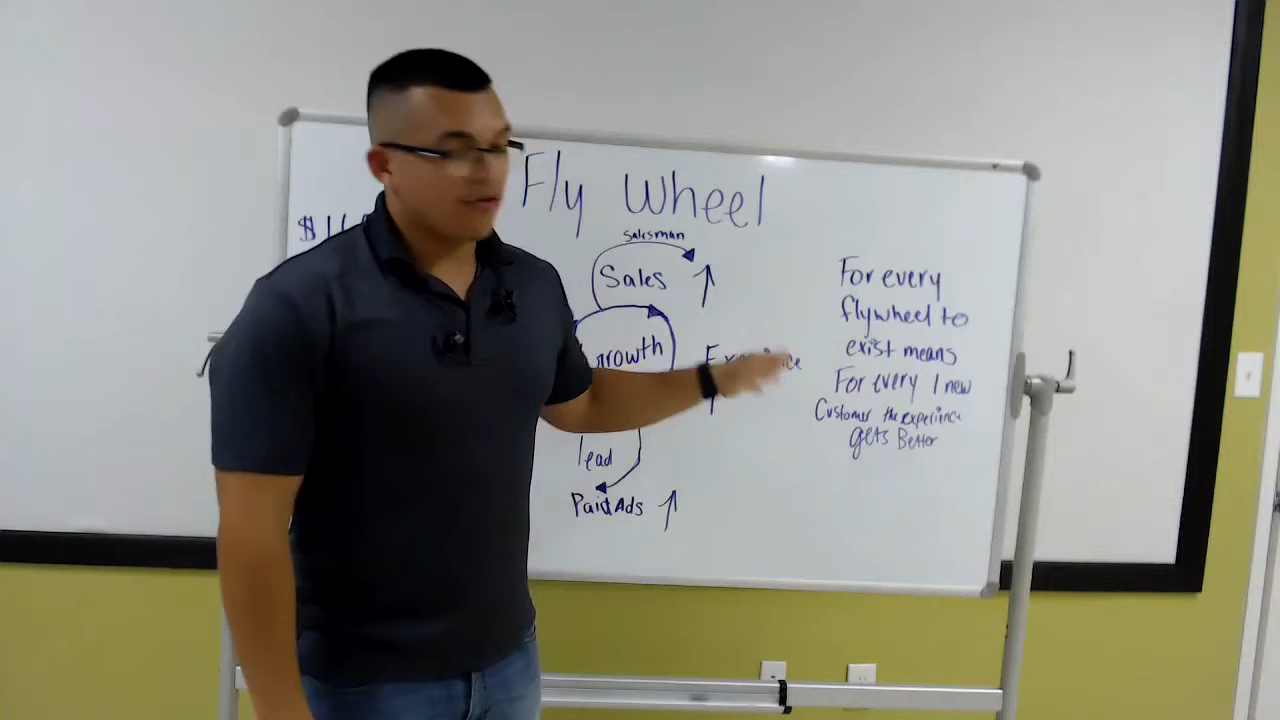 Fly Wheel
Salesman
Sales
Growth
lead
Paid Ads
For every
flywheel to
exist means
For every 1 new
Customer the experience
gets Better